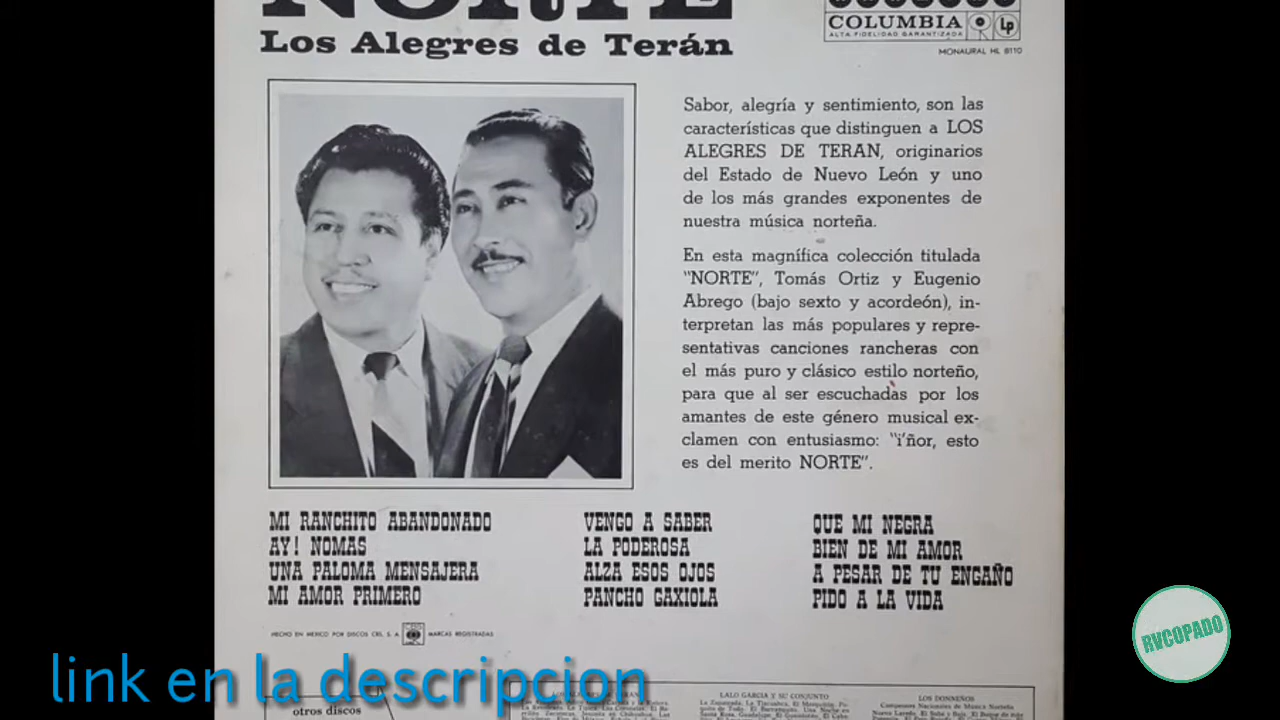 NORTE
Los Alegres de Terán
COLUMBIA
ALTA FIDELIDAD GARANTIZADA
Lp
MONAURAL HL 8110
Sabor, alegría y sentimiento, son las
características que distinguen a LOS
ALEGRES DE TERAN, originarios
del Estado de Nuevo León y uno
de los más grandes exponentes de
nuestra música norteña.
En esta magnífica colección titulada
"NORTE", Tomás Ortiz y Eugenio
Abrego (bajo sexto y acordeón), in-
terpretan las más populares y repre-
sentativas canciones rancheras con
el más puro y clásico estilo norteño,
para que al ser escuchadas por los
amantes de este género musical ex-
clamen con entusiasmo: "i'ñor, esto
es del merito NORTE".
MI RANCHITO ABANDONADO
AY! NOMAS
UNA PALOMA MENSAJERA
MI AMOR PRIMERO
VENGO A SABER
LA PODEROSA
ALZA ESOS OJOS
PANCHO GAXIOLA
QUE MI NEGRA
BIEN DE MI AMOR
A PESAR DE TU ENGAÑO
PIDO A LA VIDA
HECHO EN MEXICO POR DISCOS CBS, S. A.
MARCAS REGISTRADAS
RVCOPADO
link en la descripcion
otros discos
LALO GARCIA Y SU CONJUNTO
LOS DONNEÑOS
Campeones Nacionales de Música Norteña